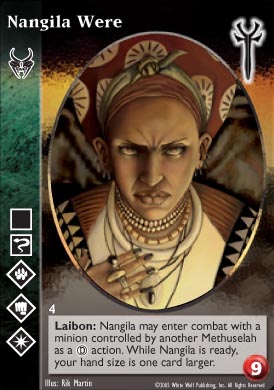 Nangila Were
4
Laibon: Nangila may enter combat with a
minion controlled by another Methuselah
as a Ⓓ action. While Nangila is ready,
your hand size is one card larger.
9
Illus: Rik Martin
©2005 White Wolf Publishing, Inc. All Rights Reserved.